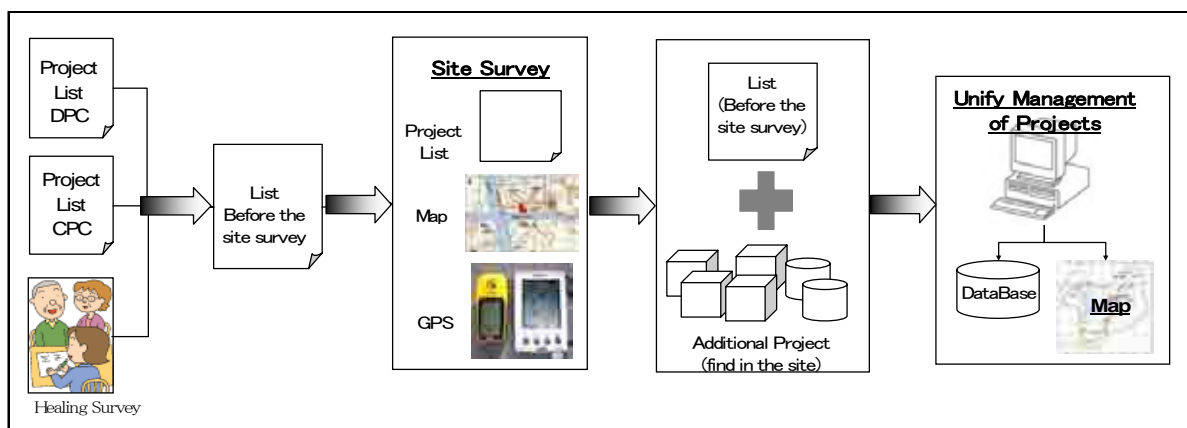 Project
List
DPC
Project
List
CPC
Healing Survey
List
Before the
site survey
Site Survey
Project
List
Map
GPS
List
(Before the
site survey)
Additional Project
(find in the site)
Unify Management
of Projects
DataBase
Map